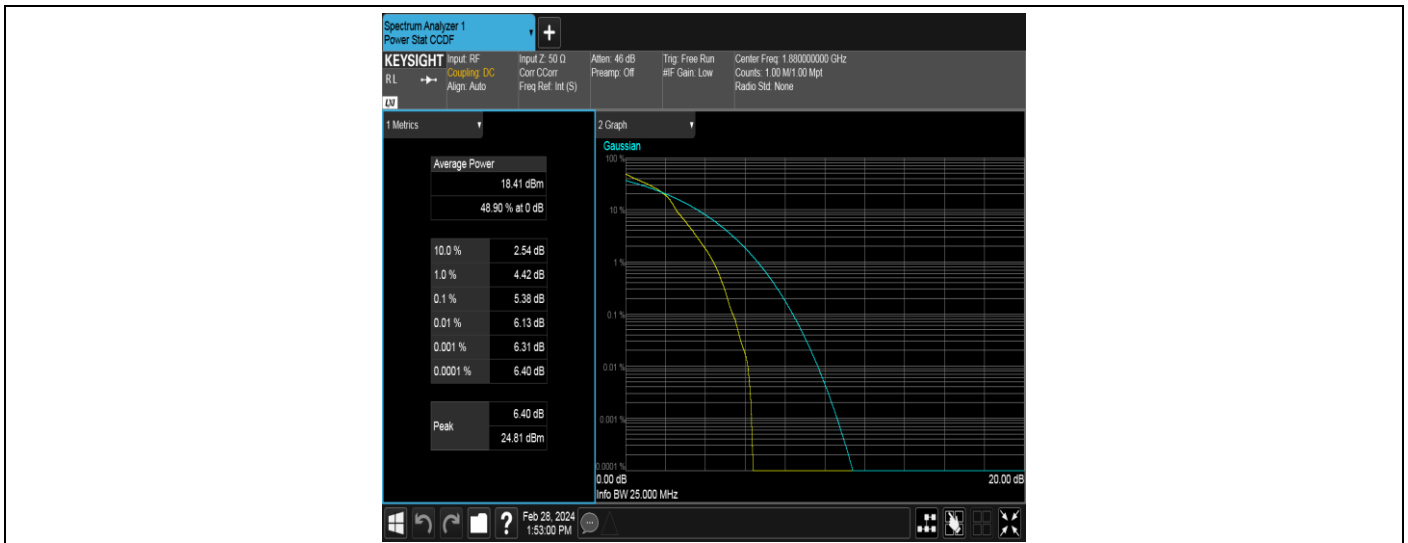 Spectrum Analyzer 1
Power Stat CCDF
+
KEYSIGHT
RL
LXI
Input: RF
Coupling: DC
Align: Auto
Input Z: 50 Ω
Corr CCorr
Freq Ref: Int (S)
Atten: 46 dB
Preamp: Off
Trig: Free Run
#IF Gain: Low
Center Freq: 1.880000000 GHz
Counts: 1.00 M/1.00 Mpt
Radio Std: None
1 Metrics
Average Power
18.41 dBm
48.90 % at 0 dB
10.0 % 2.54 dB
1.0 % 4.42 dB
0.1 % 5.38 dB
0.01 % 6.13 dB
0.001 % 6.31 dB
0.0001 % 6.40 dB
Peak
6.40 dB
24.81 dBm
2 Graph
Gaussian
100 %
10 %
1 %
0.1 %
0.01 %
0.001 %
0.0001 %
0.00 dB 20.00 dB
Info BW 25.000 MHz
?
Feb 28, 2024
1:53:00 PM